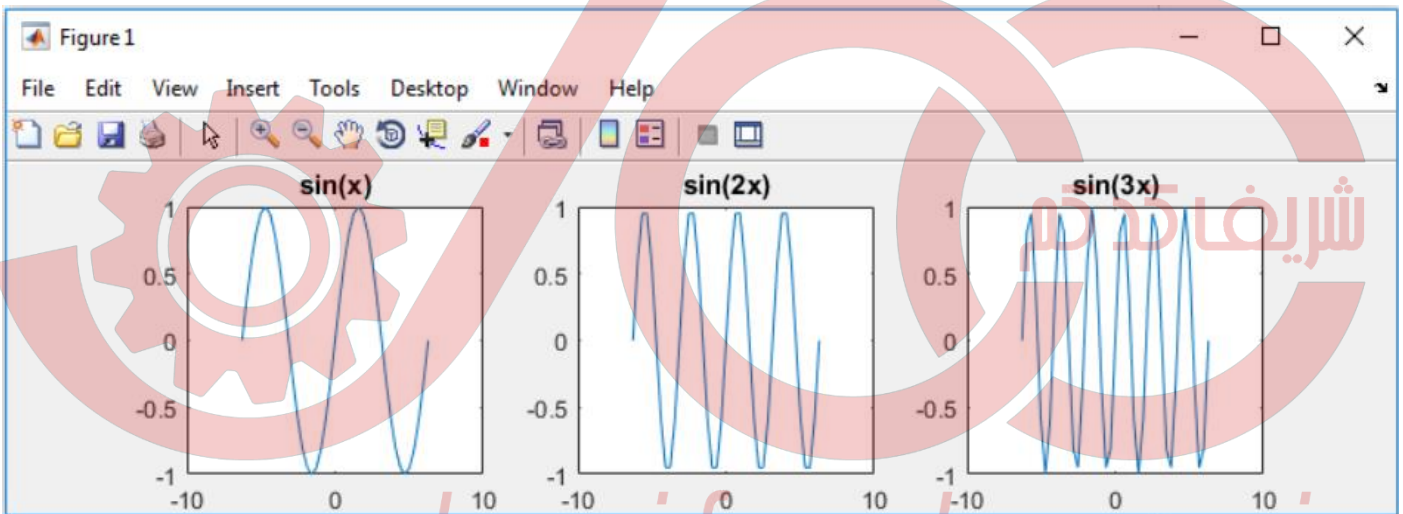 Figure 1
File Edit View Insert Tools Desktop Window Help
sin(x) sin(2x) sin(3x)
1 1 1
0.5 0.5 0.5
0 0 0
-0.5 -0.5 -0.5
-1 -1 -1
-10 0 10 -10 0 10 -10 0 10